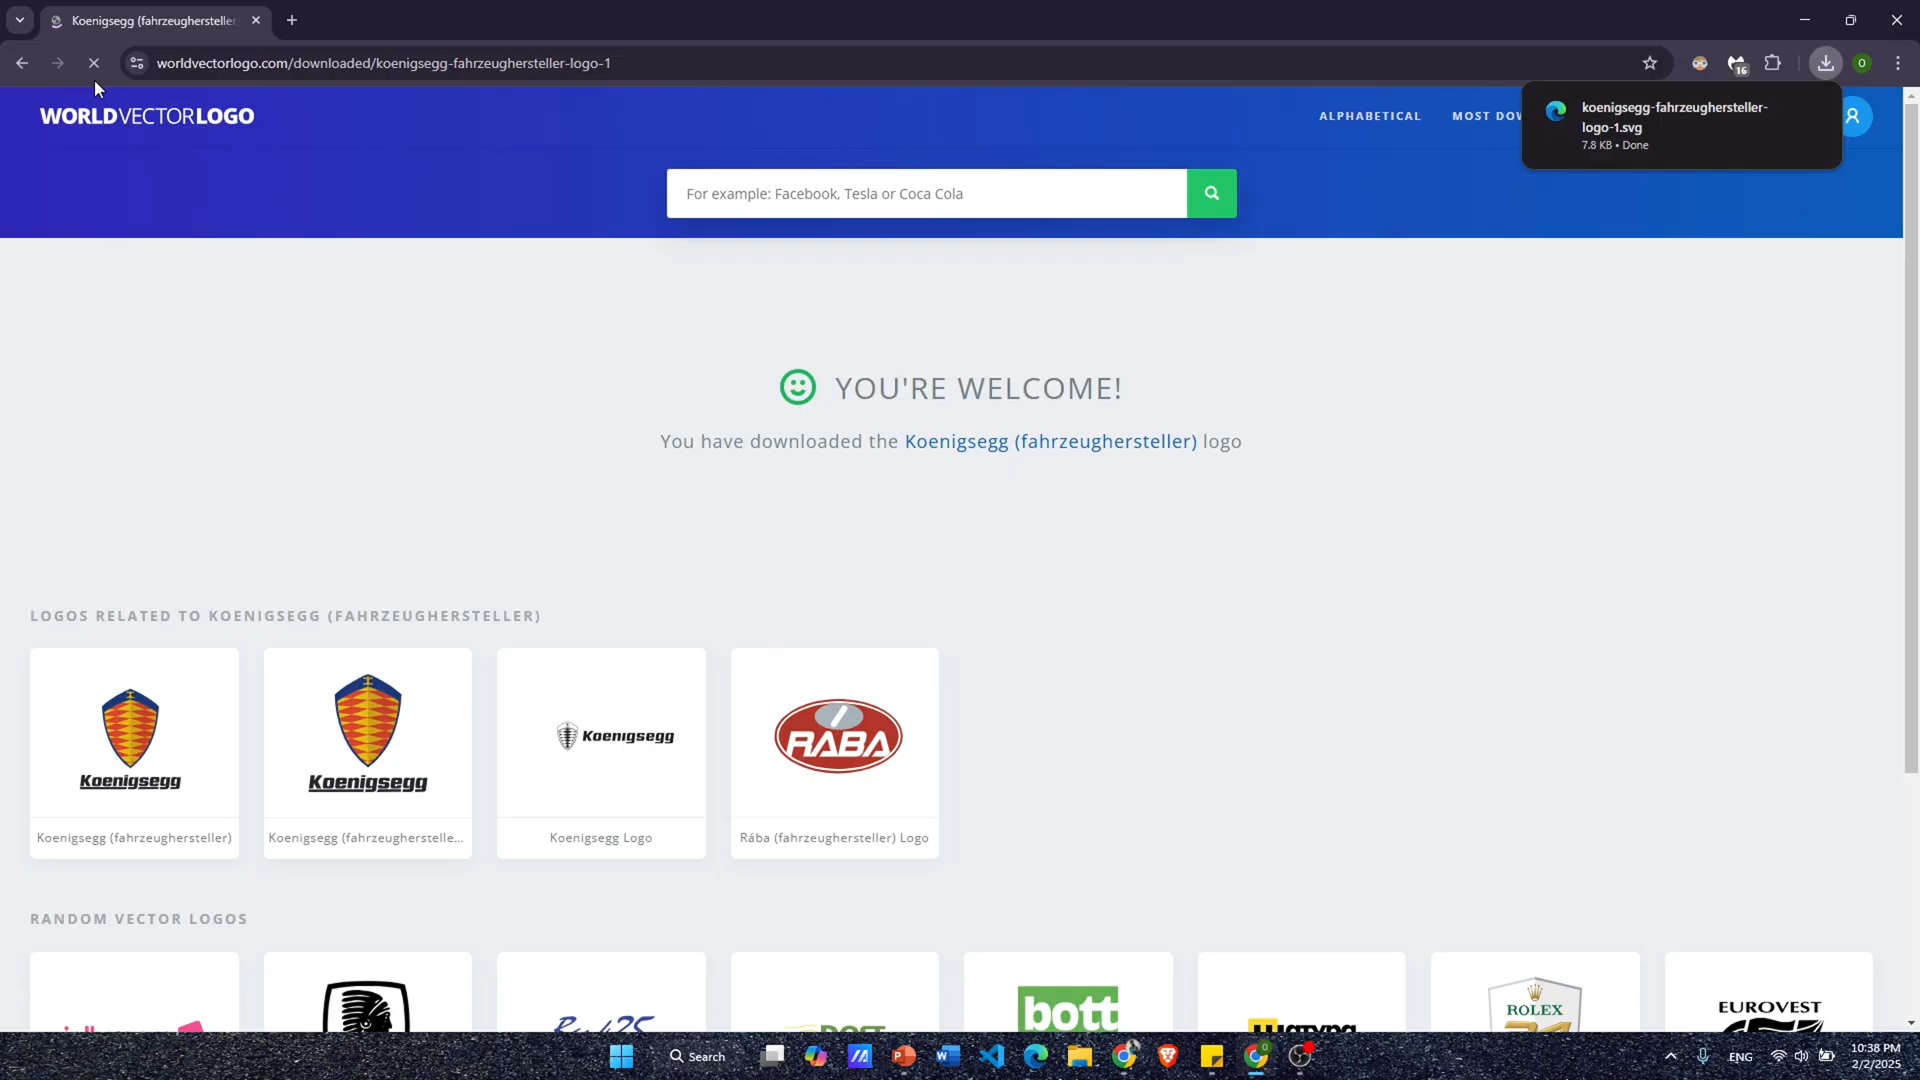 Koenigsegg (fahrzeughersteller
worldvectorlogo.com/downloaded/koenigsegg-fahrzeughersteller-logo-1
16
O
WORLDVECTORLOGO
ALPHABETICAL
MOST DOW
koenigsegg-fahrzeughersteller-
logo-1.svg
7.8 KB • Done
For example: Facebook, Tesla or Coca Cola
YOU'RE WELCOME!
You have downloaded the Koenigsegg (fahrzeughersteller) logo
LOGOS RELATED TO KOENIGSEGG (FAHRZEUGHERSTELLER)
Koenigsegg
Koenigsegg
Koenigsegg
RABA
Koenigsegg (fahrzeughersteller)
Koenigsegg (fahrzeugherstelle...
Koenigsegg Logo
Rába (fahrzeughersteller) Logo
RANDOM VECTOR LOGOS
bott
ROLEX
EUROVEST
Search
ENG
10:38 PM
2/2/2025